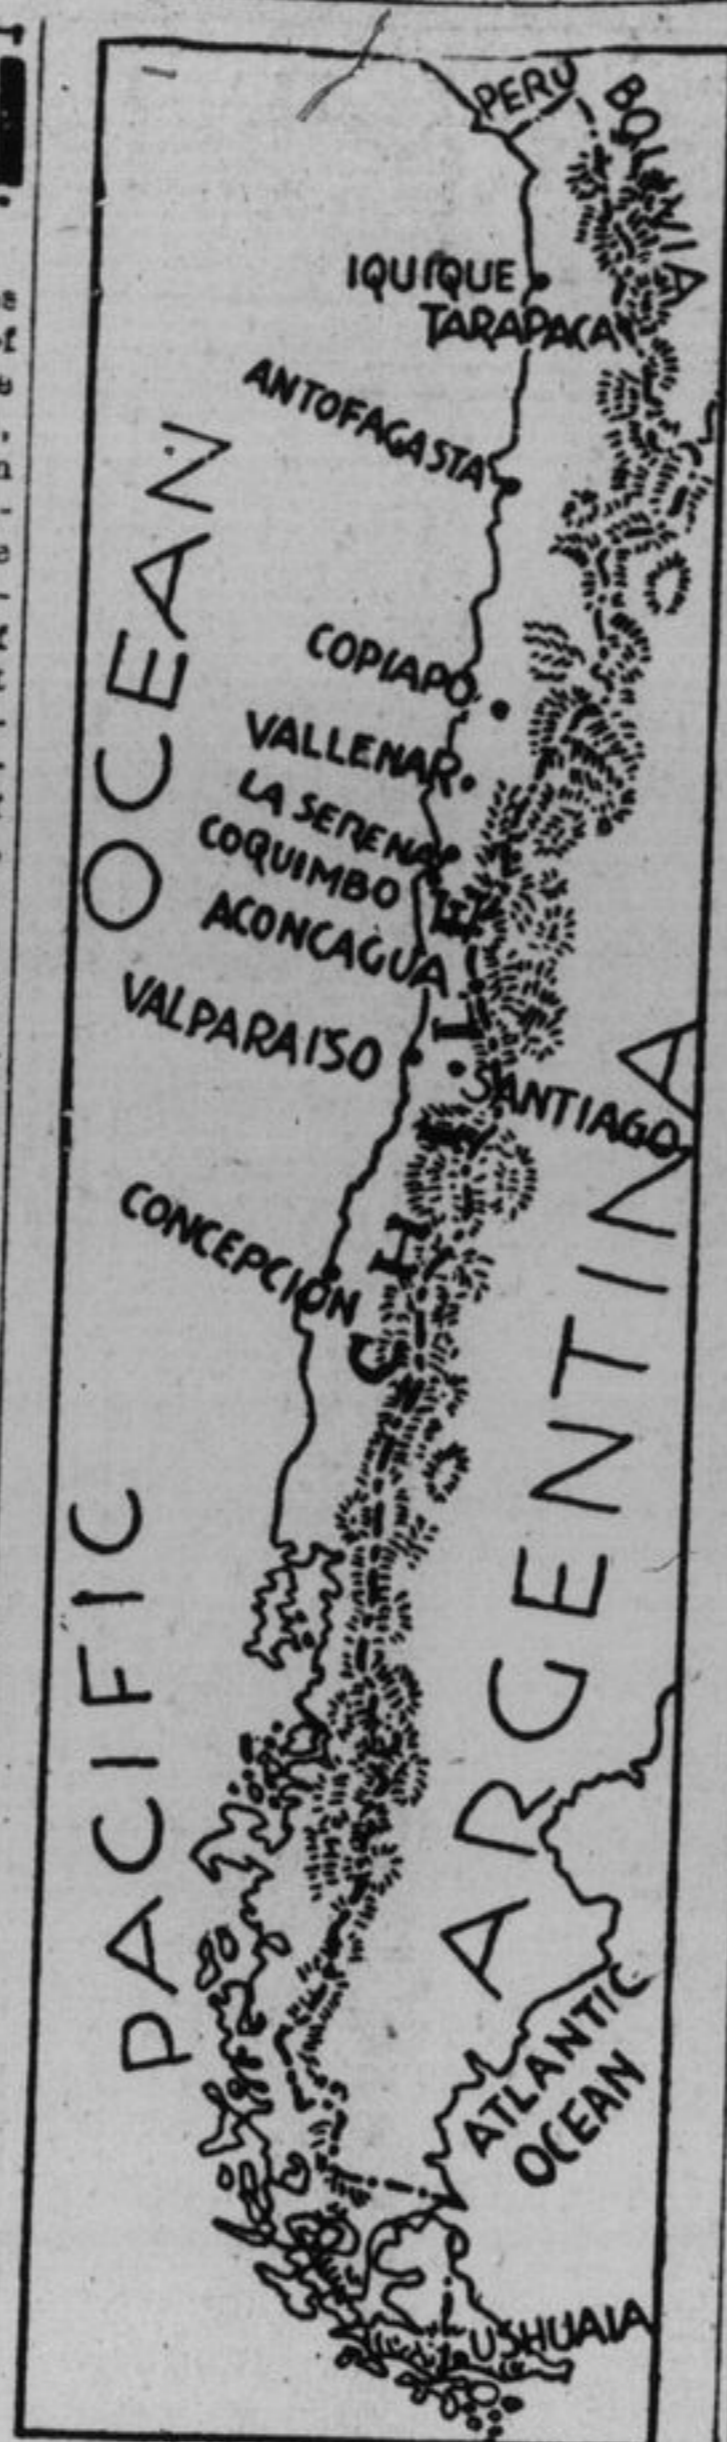 PERU
BOLIVIA
IQUIQUE
TARAPACA
ANTOFAGASTA
COPIAPO
VALLENAR
LA SERENA
COQUIMBO
ACONCAGUA
VALPARAISO
SANTIAGO
CONCEPCIÓN
CHILE
PACIFIC OCEAN
ARGENTINA
ATLANTIC
OCEAN
USHUAIA